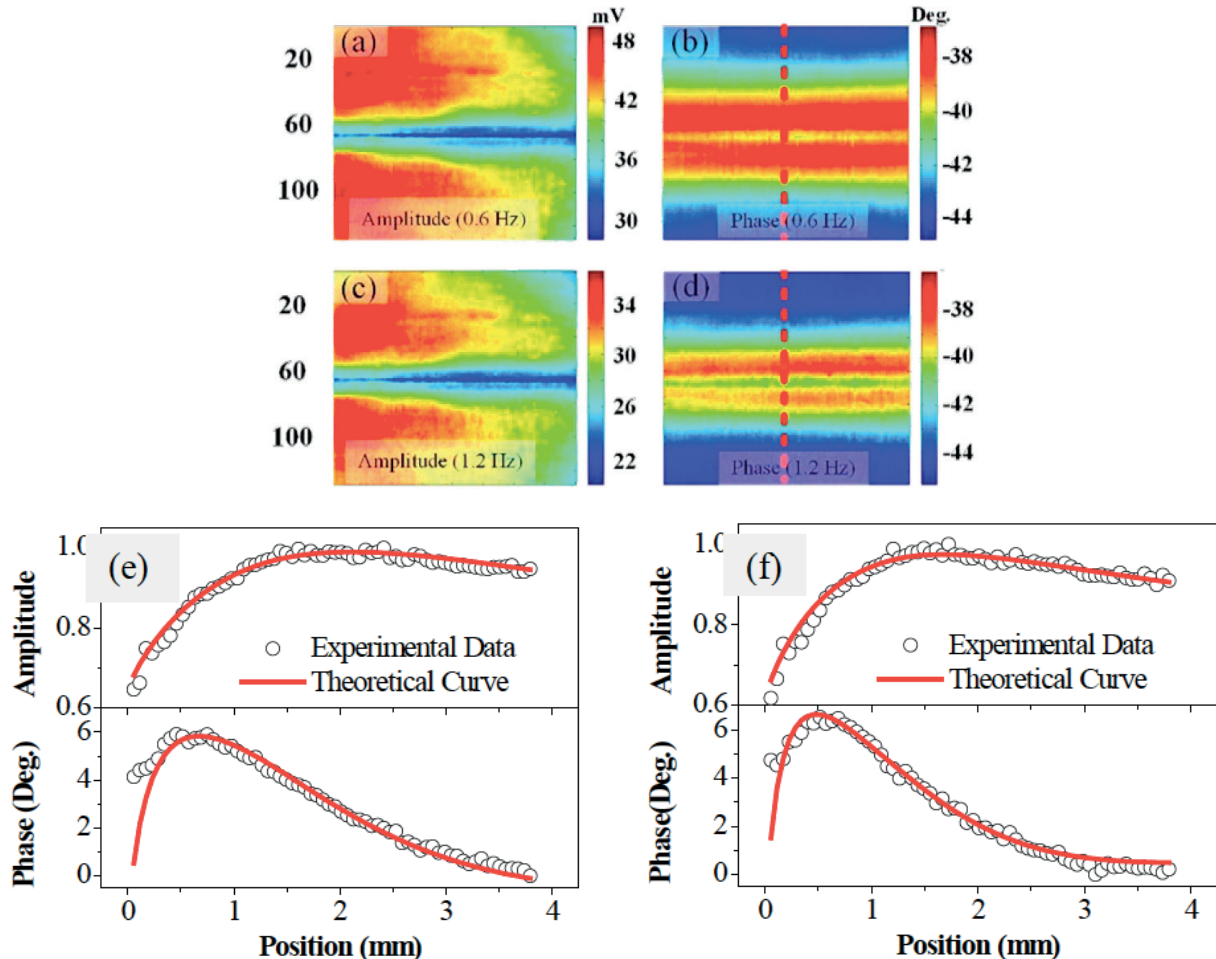 mV
Deg.
(a)
(b)
20
60
100
48
42
36
30
-38
-40
-42
-44
Amplitude (0.6 Hz)
Phase (0.6 Hz)
(c)
(d)
20
60
100
34
30
26
22
-38
-40
-42
-44
Amplitude (1.2 Hz)
Phase (1.2 Hz)
(e)
Amplitude
1.0
0.8
0.6
Experimental Data
Theoretical Curve
Phase (Deg.)
6
4
2
0
0 1 2 3 4
Position (mm)
(f)
Amplitude
1.0
0.8
0.6
Experimental Data
Theoretical Curve
Phase(Deg.)
6
4
2
0
0 1 2 3 4
Position (mm)